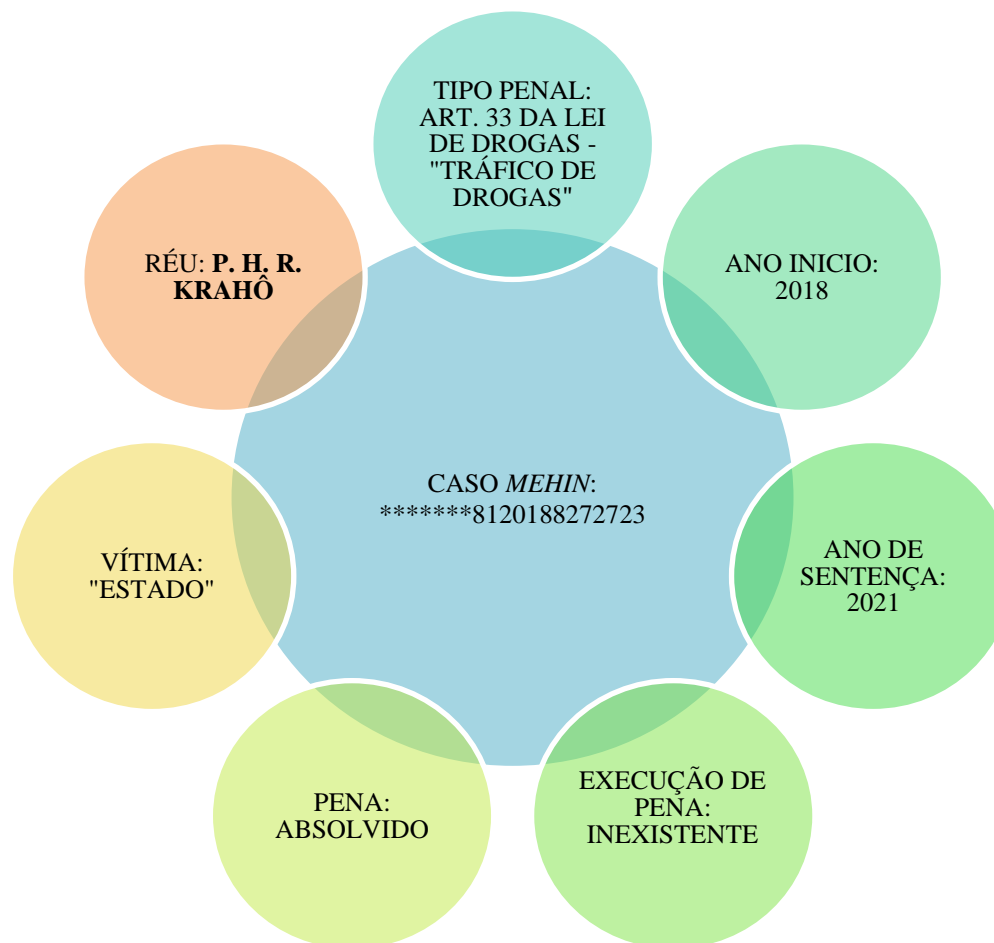 TIPO PENAL:
ART. 33 DA LEI
DE DROGAS -
"TRÁFICO DE
DROGAS"
RÉU: P. H. R.
KRAHÔ
ANO INICIO:
2018
CASO MEHIN:
*******8120188272723
VÍTIMA:
"ESTADO"
ANO DE
SENTENÇA:
2021
PENA:
ABSOLVIDO
EXECUÇÃO DE
PENA:
INEXISTENTE